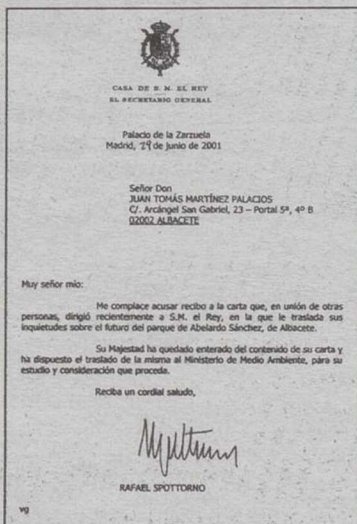 CASA DE S. M. EL REY
EL SECRETARIO GENERAL
Palacio de la Zarzuela
Madrid, 29 de junio de 2001
Señor Don
JUAN TOMÁS MARTÍNEZ PALACIOS
C/. Arcángel San Gabriel, 23 – Portal 5ª, 4º B
02002 ALBACETE
Muy señor mío:
Me complace acusar recibo a la carta que, en unión de otras
personas, dirigió recientemente a S.M. el Rey, en la que le traslada sus
inquietudes sobre el futuro del parque de Abelardo Sánchez, de Albacete.
Su Majestad ha quedado enterado del contenido de su carta y
ha dispuesto el traslado de la misma al Ministerio de Medio Ambiente, para su
estudio y consideración que proceda.
Reciba un cordial saludo,
RAFAEL SPOTTORNO
vg